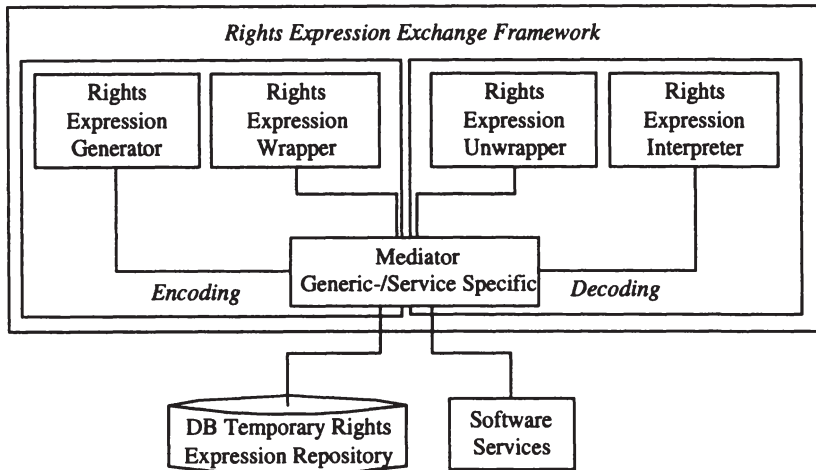 Rights Expression Exchange Framework
Rights
Expression
Generator
Rights
Expression
Wrapper
Rights
Expression
Unwrapper
Rights
Expression
Interpreter
Mediator
Generic-/Service Specific
Encoding
Decoding
DB Temporary Rights
Expression Repository
Software
Services